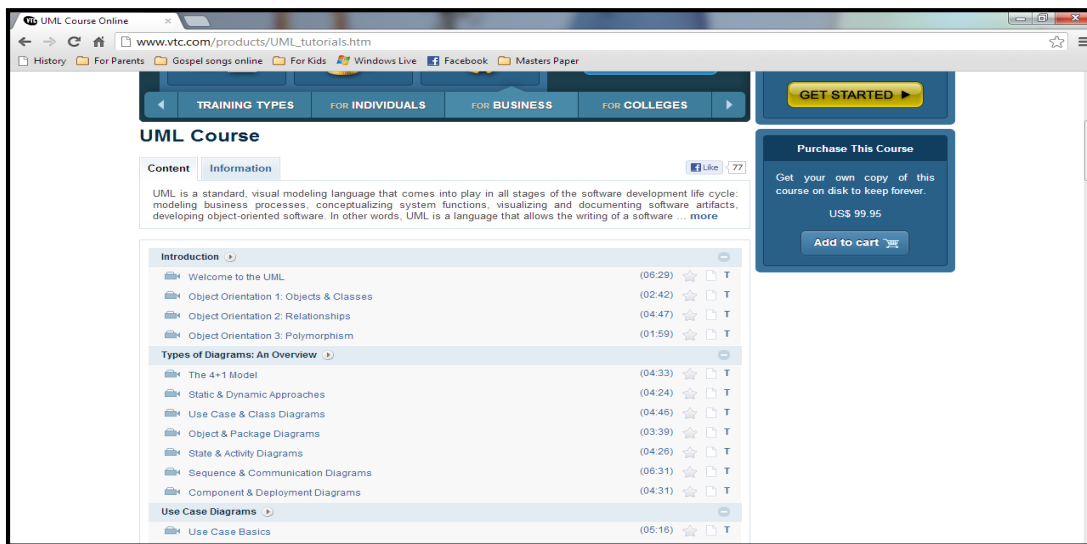 UML Course Online
www.vtc.com/products/UML_tutorials.htm
History For Parents Gospel songs online For Kids Windows Live Facebook Masters Paper
TRAINING TYPES FOR INDIVIDUALS FOR BUSINESS FOR COLLEGES
GET STARTED
UML Course
Content Information
Like 77
UML is a standard, visual modeling language that comes into play in all stages of the software development life cycle:
modeling business processes, conceptualizing system functions, visualizing and documenting software artifacts,
developing object-oriented software. In other words, UML is a language that allows the writing of a software ... more
Purchase This Course
Get your own copy of this
course on disk to keep forever.
US$ 99.95
Add to cart
Introduction
Welcome to the UML (06:29) T
Object Orientation 1: Objects & Classes (02:42) T
Object Orientation 2: Relationships (04:47) T
Object Orientation 3: Polymorphism (01:59) T
Types of Diagrams: An Overview
The 4+1 Model (04:33) T
Static & Dynamic Approaches (04:24) T
Use Case & Class Diagrams (04:46) T
Object & Package Diagrams (03:39) T
State & Activity Diagrams (04:26) T
Sequence & Communication Diagrams (06:31) T
Component & Deployment Diagrams (04:31) T
Use Case Diagrams
Use Case Basics (05:16) T